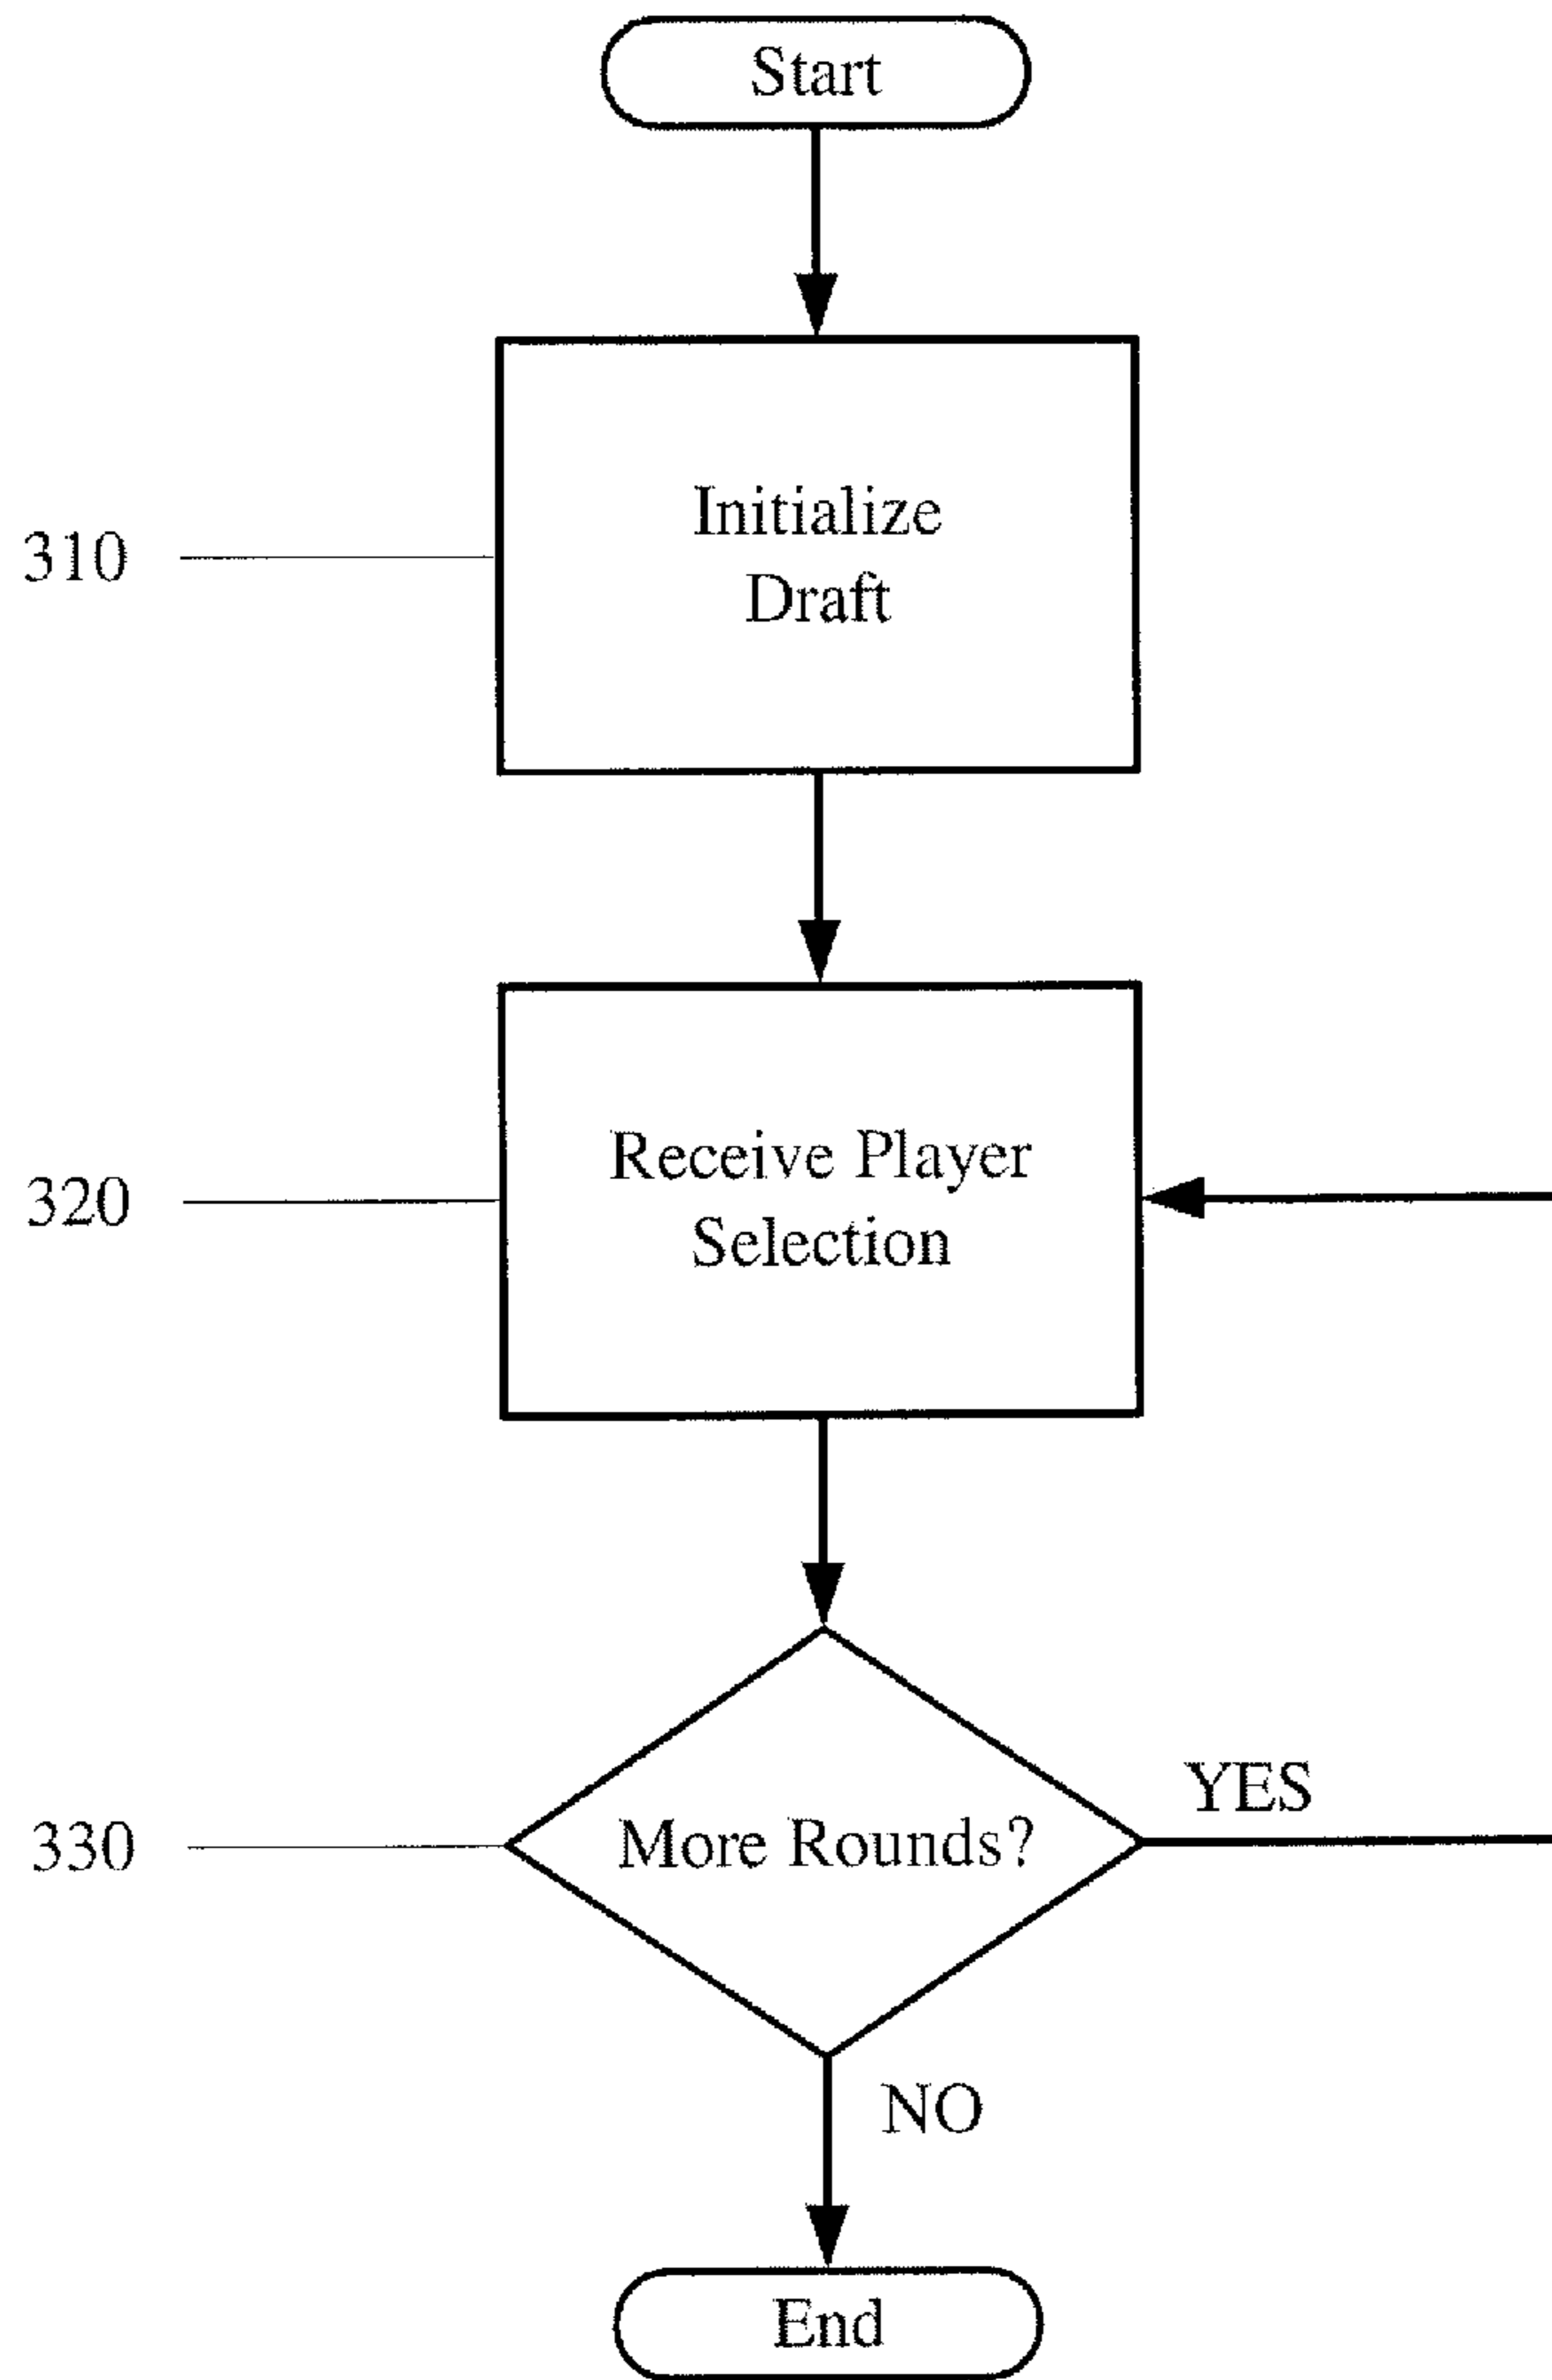 Start
310
Initialize
Draft
320
Receive Player
Selection
330
More Rounds?
YES
NO
End